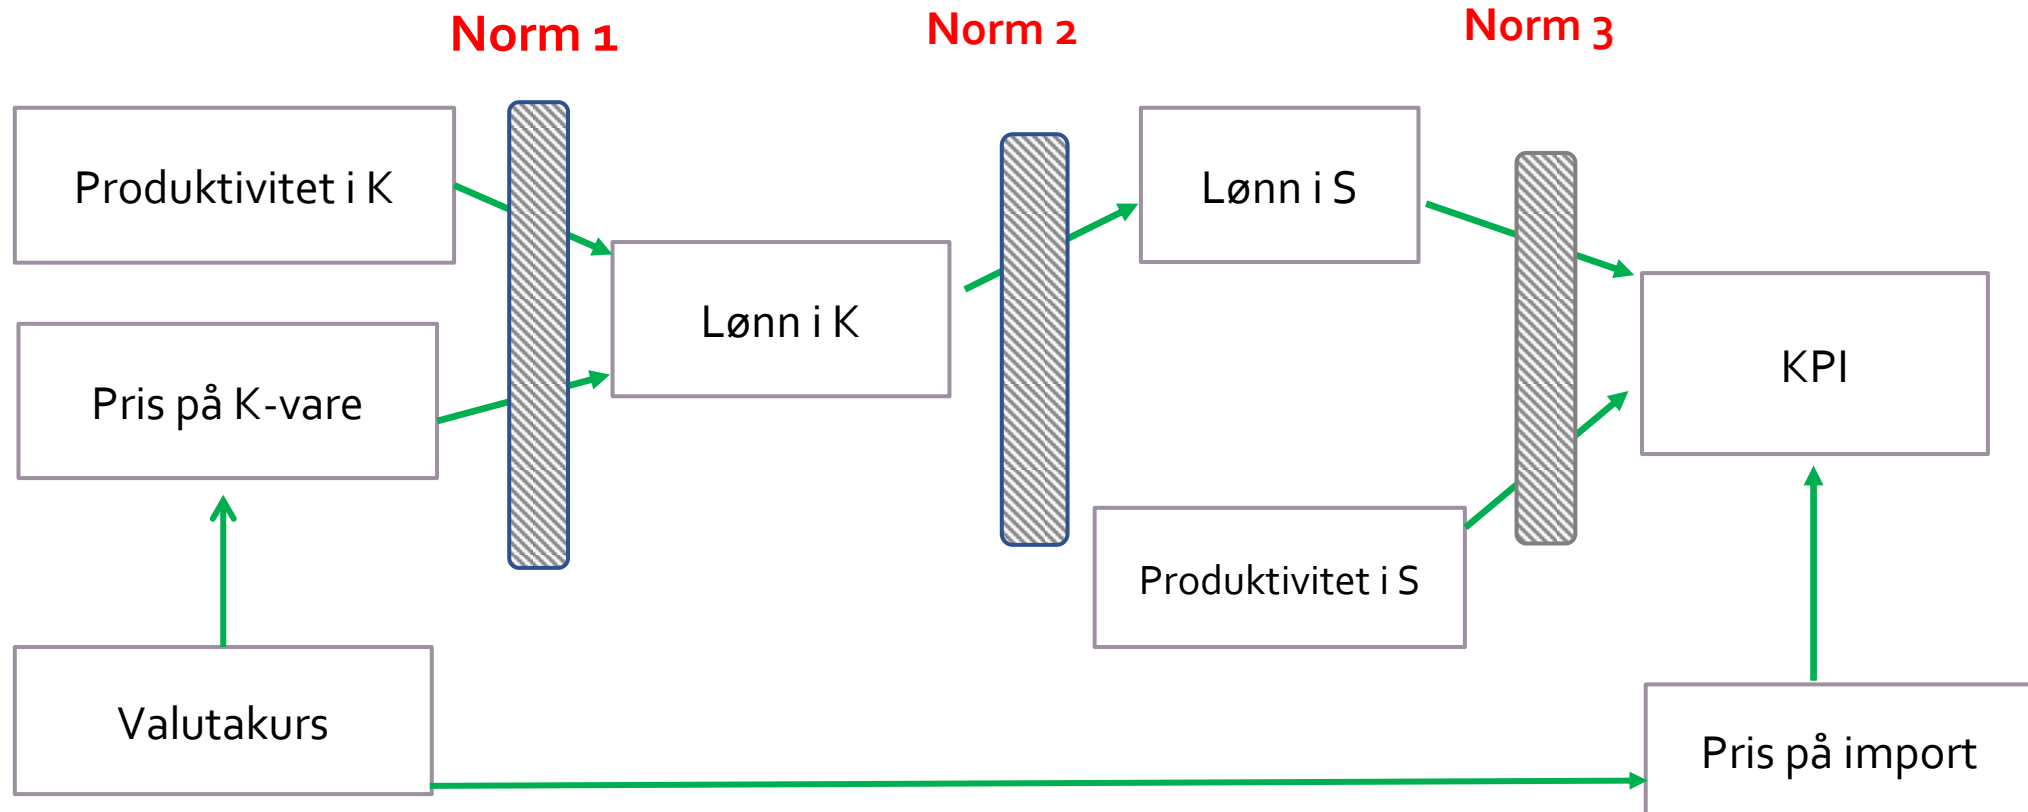 Norm 1
Norm 2
Norm 3
Produktivitet i K
Lønn i S
Lønn i K
KPI
Pris på K-vare
Produktivitet i S
Valutakurs
Pris på import